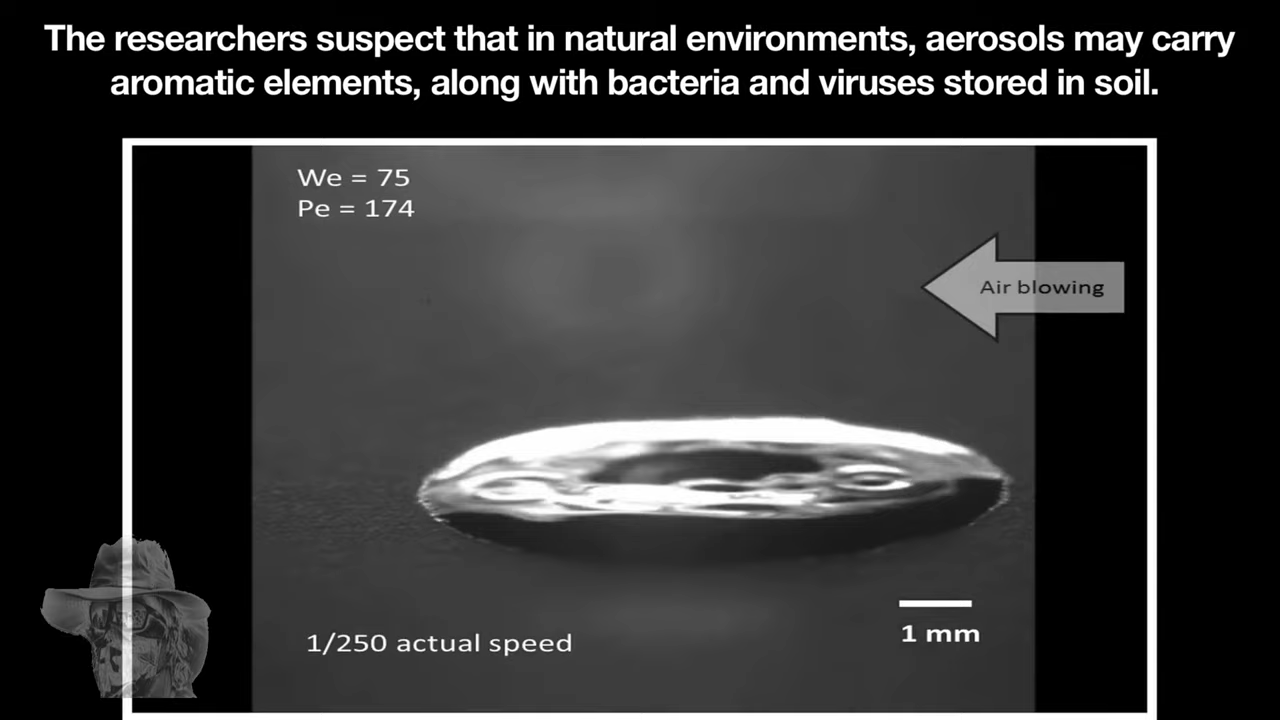 The researchers suspect that in natural environments, aerosols may carry
aromatic elements, along with bacteria and viruses stored in soil.
We = 75
Pe = 174
Air blowing
1/250 actual speed
1 mm